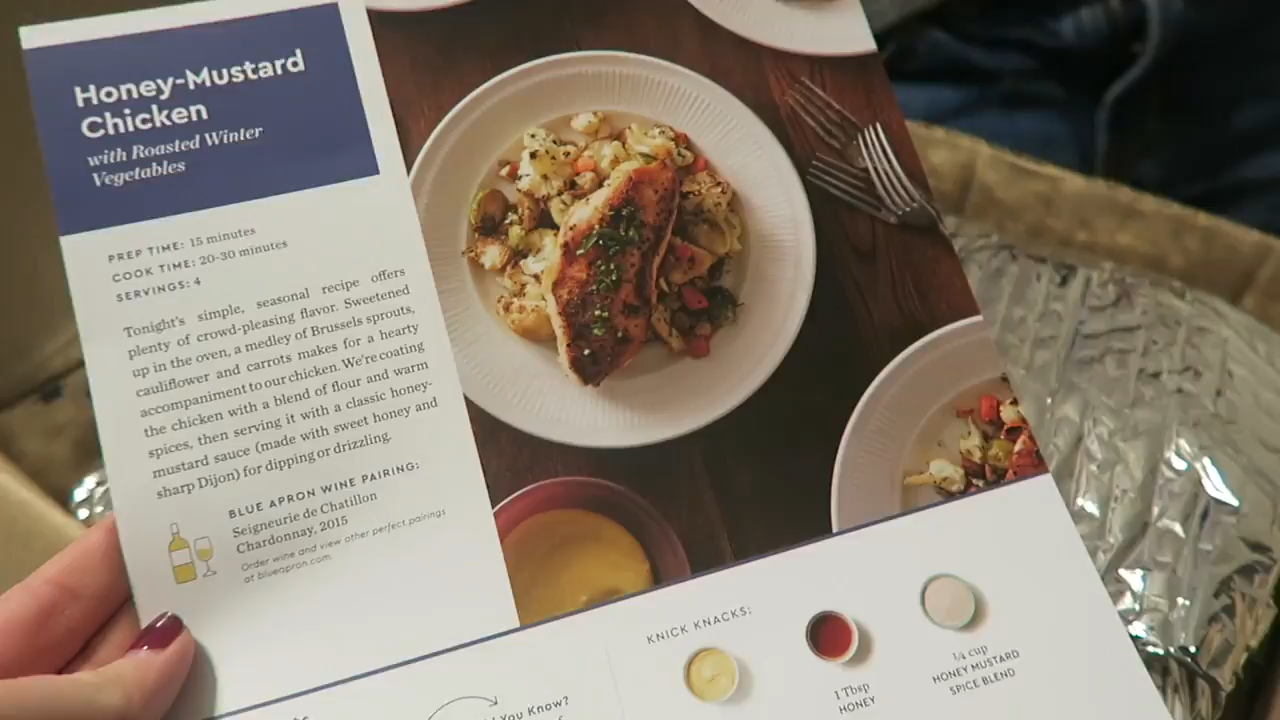 Honey-Mustard
Chicken
with Roasted Winter
Vegetables
PREP TIME: 15 minutes
COOK TIME: 20-30 minutes
SERVINGS: 4
Tonight's simple, seasonal recipe offers
plenty of crowd-pleasing flavor. Sweetened
up in the oven, a medley of Brussels sprouts,
cauliflower and carrots makes for a hearty
accompaniment to our chicken. We're coating
the chicken with a blend of flour and warm
spices, then serving it with a classic honey-
mustard sauce (made with sweet honey and
sharp Dijon) for dipping or drizzling.
BLUE APRON WINE PAIRING:
Seigneurie de Chatillon
Chardonnay, 2015
Order wine and view other perfect pairings
at blueapron.com.
KNICK KNACKS:
1 Tbsp
HONEY
1/4 cup
HONEY MUSTARD
SPICE BLEND
You Know?